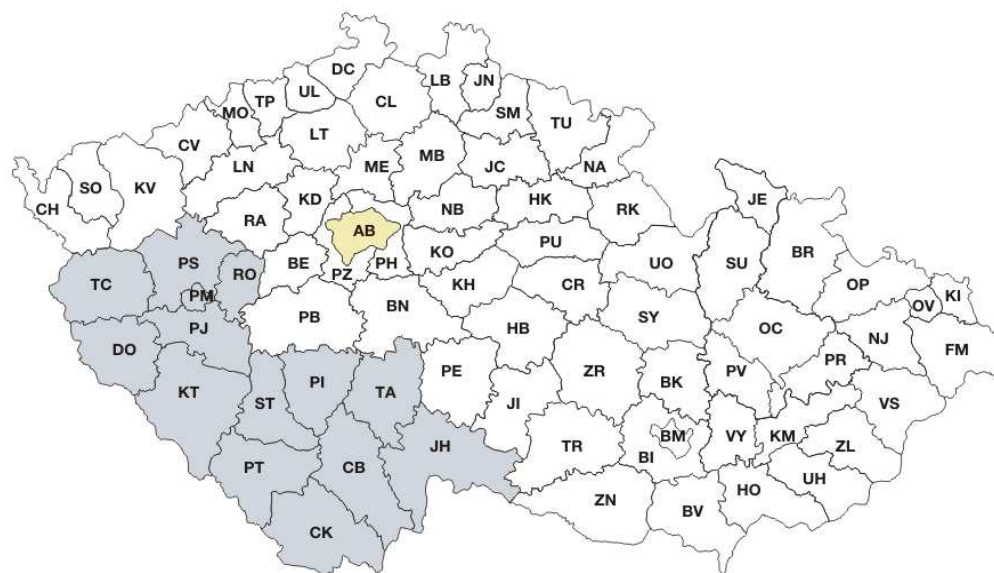 DC
LB
JN
UL
TP
CL
MO
SM
TU
LT
CV
MB
ME
JC
LN
NA
SO
KV
KD
NB
HK
JE
CH
RA
RK
AB
PU
BR
KO
UO
SU
PS
BE
PH
RO
PZ
TC
KH
CR
OP
KI
PM
OV
BN
PB
HB
SY
OC
PJ
NJ
DO
FM
PR
PE
ZR
PV
KT
PI
TA
BK
ST
JI
VS
BM
VY
KM
JH
TR
ZL
BI
PT
CB
UH
HO
ZN
BV
CK